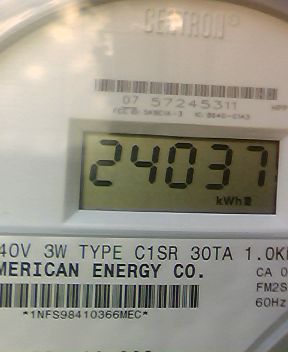 CELLTRON®
07 57245311
24037
kWh
40V 3W TYPE C1SR 30TA 1.0K
MERICAN ENERGY CO.
CA 0
FM2S
60Hz
*1NFS98410366MEC*